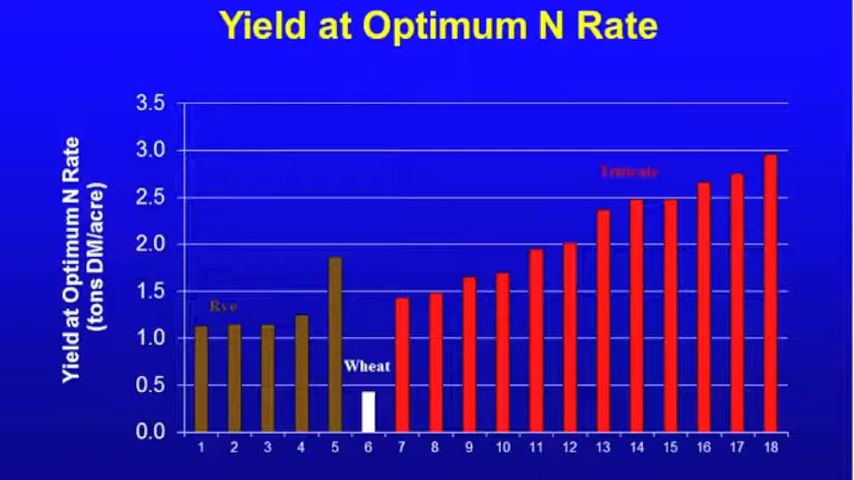 Yield at Optimum N Rate
Yield at Optimum N Rate
(tons DM/acre)
3.5
3.0
2.5
2.0
1.5
1.0
0.5
0.0
Triticale
Rye
Wheat
1 2 3 4 5 6 7 8 9 10 11 12 13 14 15 16 17 18